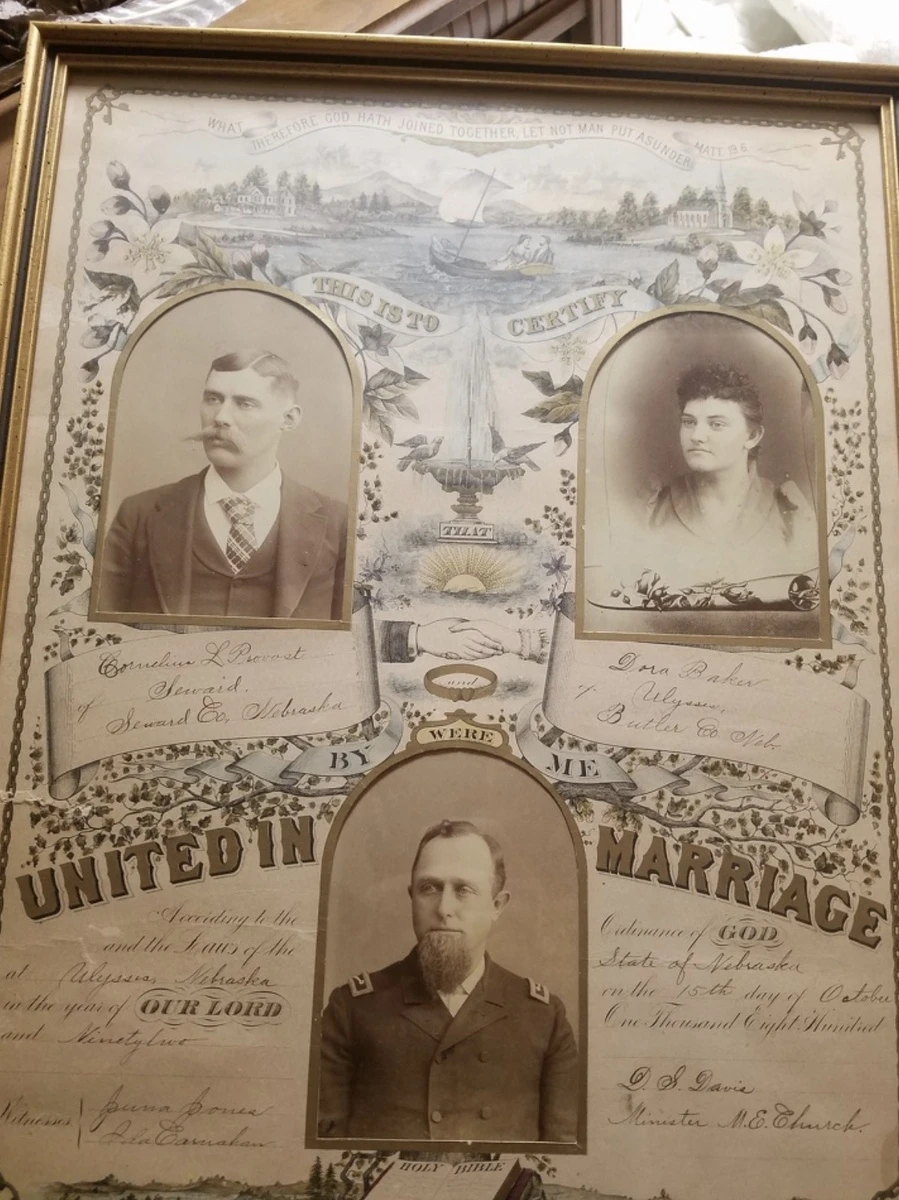 WHAT THEREFORE GOD HATH JOINED TOGETHER, LET NOT MAN PUT ASUNDER MATT. 19.6
THIS IS TO CERTIFY
THAT
Cornelius L Provost
of Seward.
Seward Co, Nebraska
and
Dora Baker
of Ulysses,
Butler Co Neb.
WERE
BY ME
UNITED IN MARRIAGE
According to the Ordinance of GOD
and the Laws of the State of Nebraska
at Ulysses, Nebraska on the 15th day of October
in the year of OUR LORD One Thousand Eight Hundred
and Ninetytwo
Witnesses Jones
Ida Carnahan
D. S. Davis
Minister M.E. Church.
HOLY BIBLE